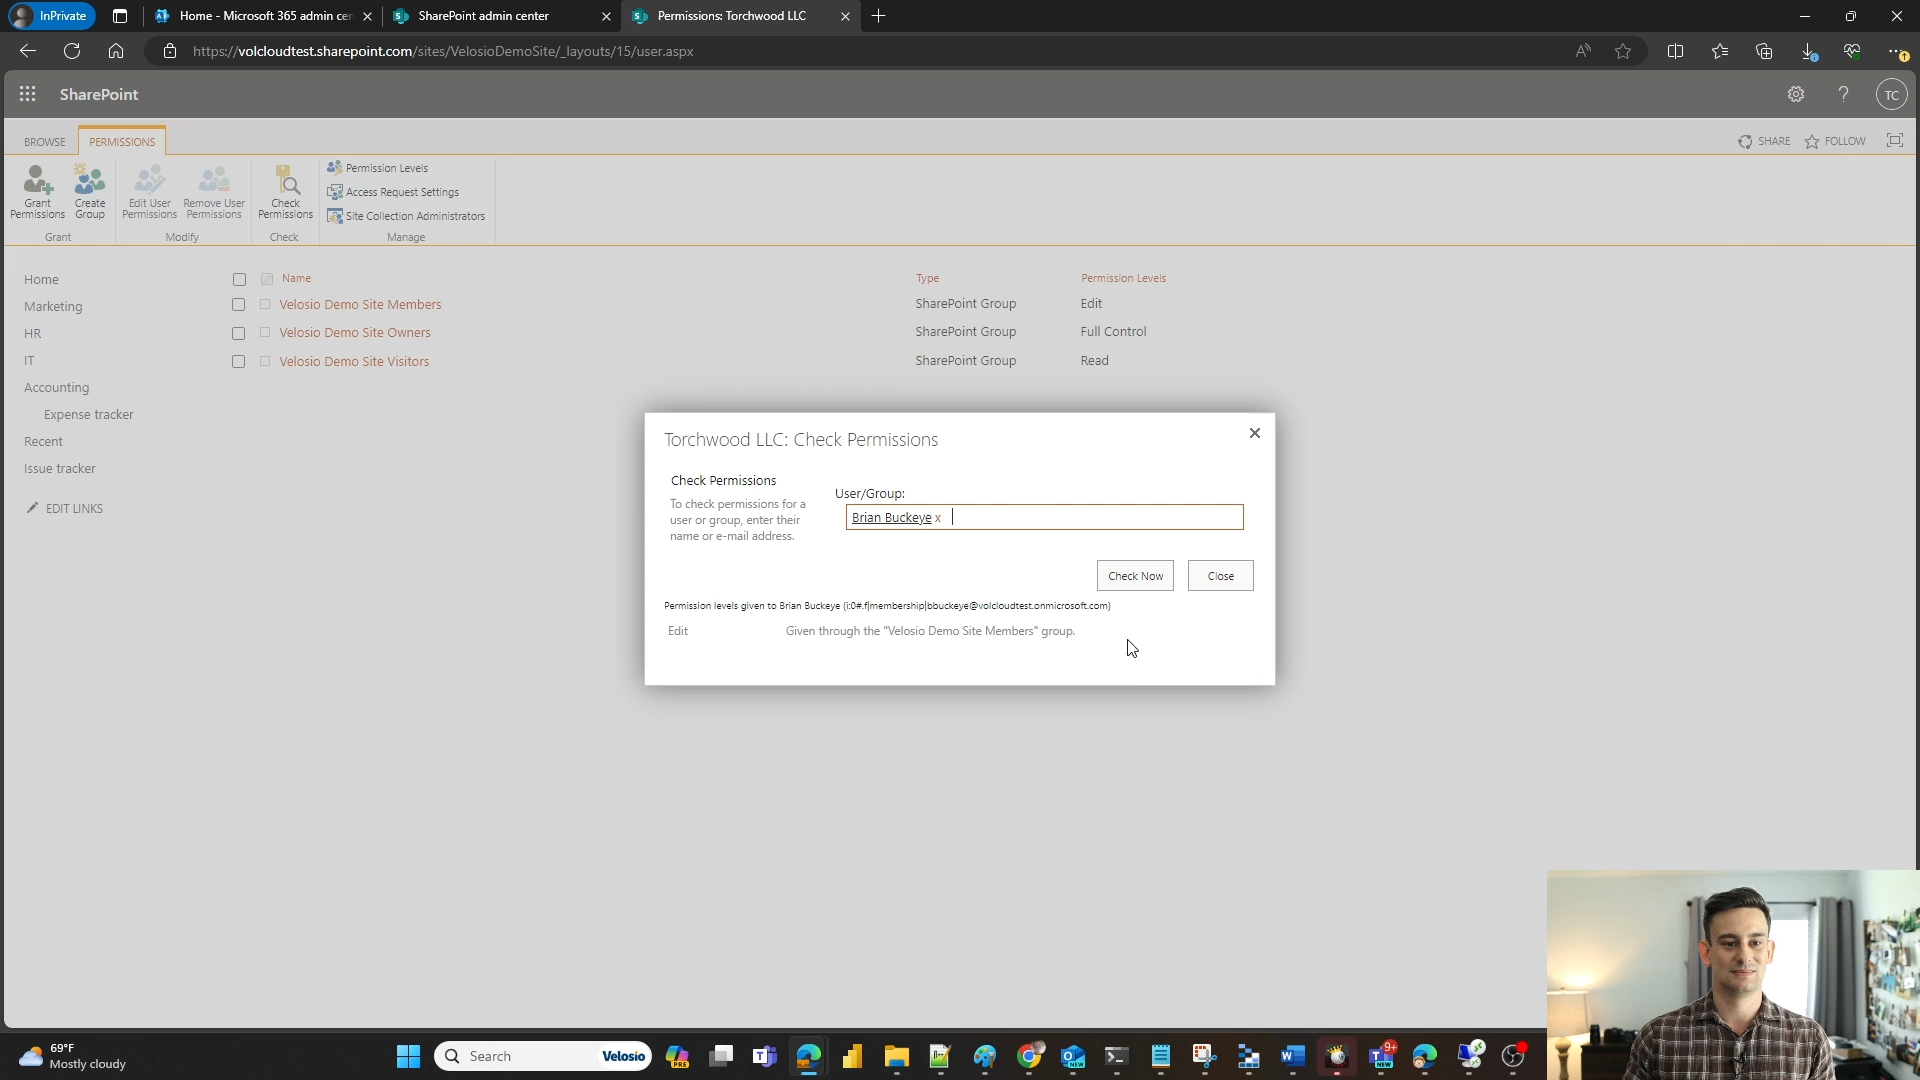 InPrivate
Home - Microsoft 365 admin cen
SharePoint admin center
Permissions: Torchwood LLC
https://volcloudtest.sharepoint.com/sites/VelosioDemoSite/_layouts/15/user.aspx
SharePoint
TC
BROWSE
PERMISSIONS
SHARE
FOLLOW
Grant Permissions
Create Group
Edit User Permissions
Remove User Permissions
Check Permissions
Permission Levels
Access Request Settings
Site Collection Administrators
Grant
Modify
Check
Manage
Home
Marketing
HR
IT
Accounting
Expense tracker
Recent
Issue tracker
EDIT LINKS
Name
Type
Permission Levels
Velosio Demo Site Members
SharePoint Group
Edit
Velosio Demo Site Owners
SharePoint Group
Full Control
Velosio Demo Site Visitors
SharePoint Group
Read
Torchwood LLC: Check Permissions
Check Permissions
To check permissions for a
user or group, enter their
name or e-mail address.
User/Group:
Brian Buckeye x
Check Now
Close
Permission levels given to Brian Buckeye (i:0#.f|membership|bbuckeye@volcloudtest.onmicrosoft.com)
Edit
Given through the "Velosio Demo Site Members" group.
69°F
Mostly cloudy
Search
Velosio
PRE
NEW
9+
NEW